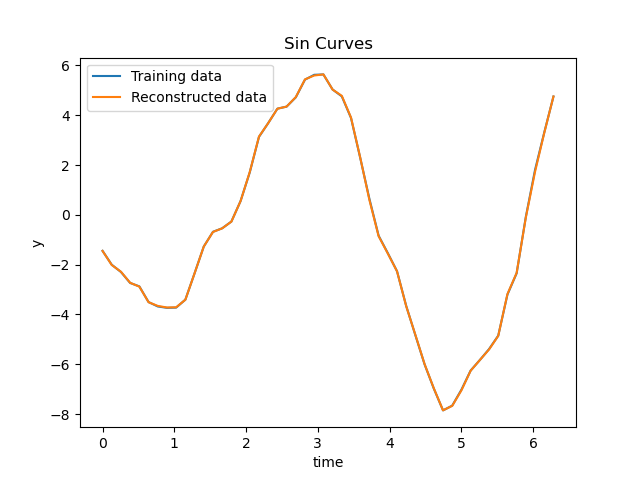 Sin Curves
Training data
Reconstructed data
6
4
2
0
−2
−4
−6
−8
y
0 1 2 3 4 5 6
time